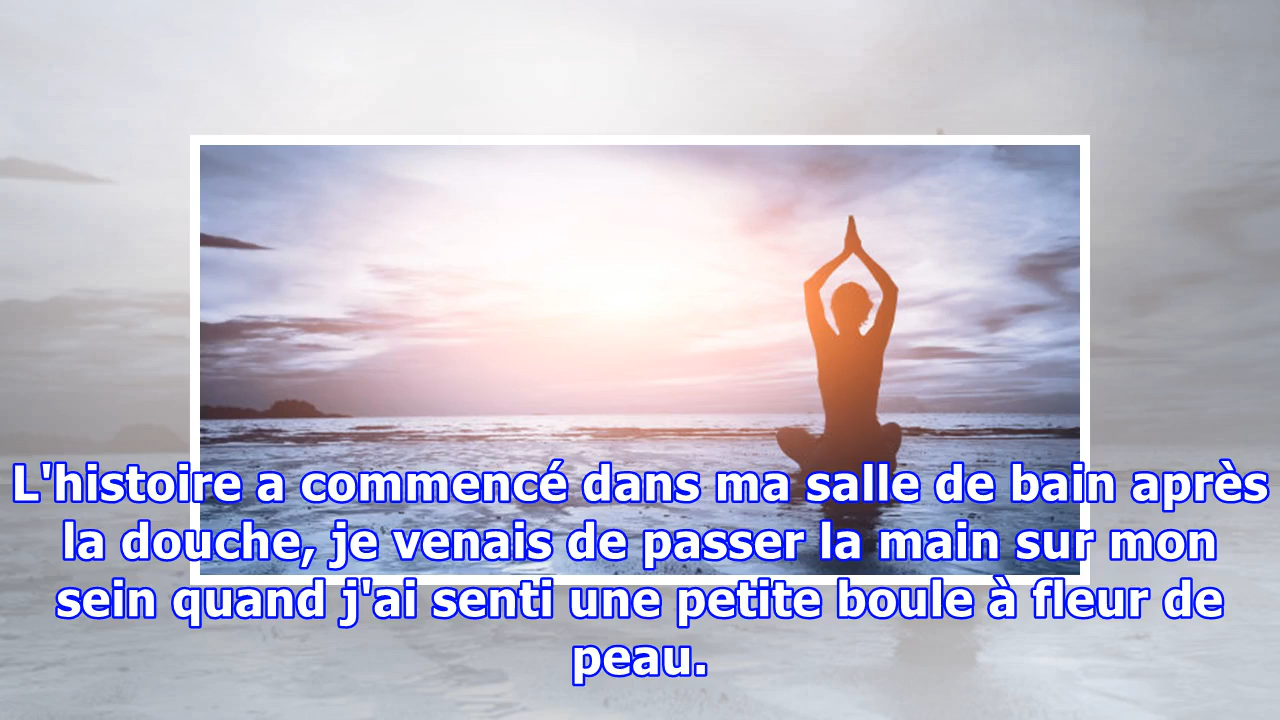 L'histoire a commencé dans ma salle de bain après
la douche, je venais de passer la main sur mon
sein quand j'ai senti une petite boule à fleur de
peau.